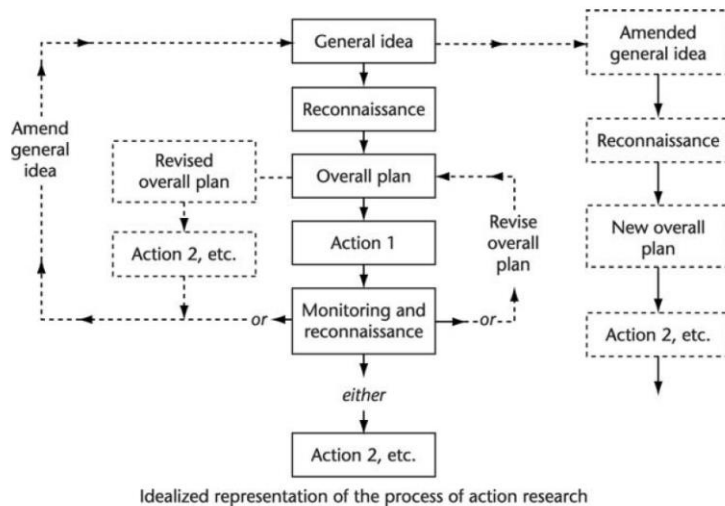 General idea
Amended
general idea
Reconnaissance
Amend
general idea
Reconnaissance
Revised
overall plan
Overall plan
Revise
overall
plan
New overall
plan
Action 2, etc.
Action 1
Monitoring and
reconnaissance
or
or
Action 2, etc.
either
Action 2, etc.
Idealized representation of the process of action research